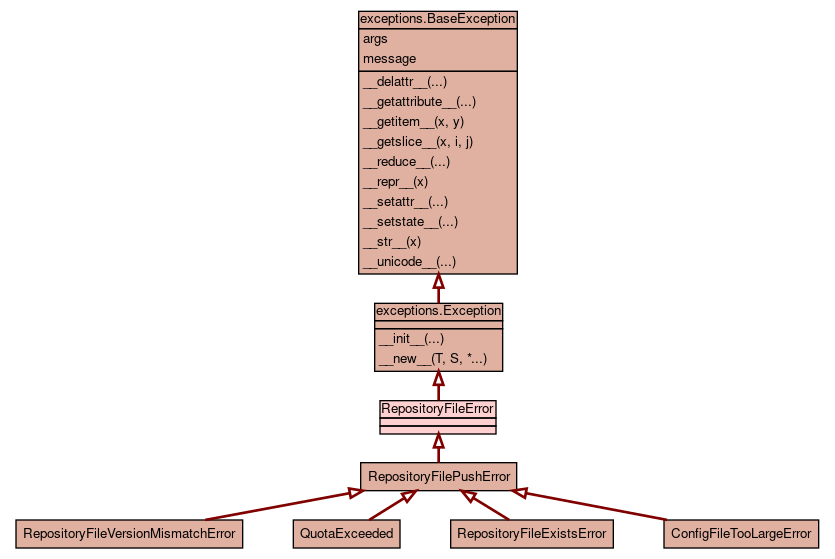 exceptions.BaseException
args
message
__delattr__(...)
__getattribute__(...)
__getitem__(x, y)
__getslice__(x, i, j)
__reduce__(...)
__repr__(x)
__setattr__(...)
__setstate__(...)
__str__(x)
__unicode__(...)
exceptions.Exception
__init__(...)
__new__(T, S, *...)
RepositoryFileError
RepositoryFilePushError
RepositoryFileVersionMismatchError
QuotaExceeded
RepositoryFileExistsError
ConfigFileTooLargeError